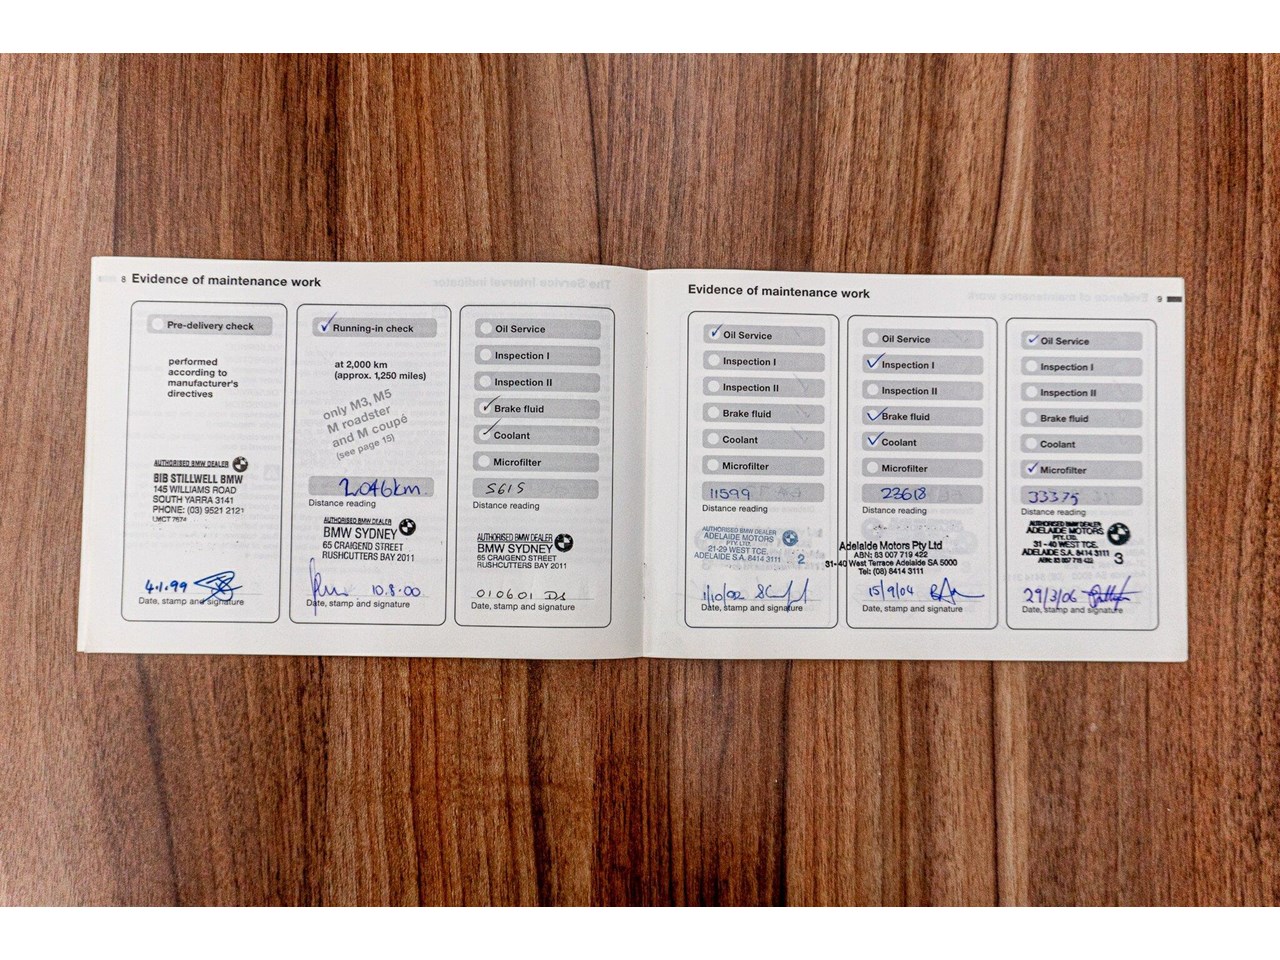 8 Evidence of maintenance work
Pre-delivery check
performed
according to
manufacturer's
directives
AUTHORISED BMW DEALER
BIB STILLWELL BMW
145 WILLIAMS ROAD
SOUTH YARRA 3141
PHONE: (03) 9521 2121
LMCT 7674
4.1.99
Date, stamp and signature
Running-in check
at 2,000 km
(approx. 1,250 miles)
only M3, M5
M roadster
and M coupé
(see page 15)
2,046km
Distance reading
AUTHORISED BMW DEALER
BMW SYDNEY
65 CRAIGEND STREET
RUSHCUTTERS BAY 2011
10.8.00
Date, stamp and signature
Oil Service
Inspection I
Inspection II
Brake fluid
Coolant
Microfilter
5615
Distance reading
AUTHORISED BMW DEALER
BMW SYDNEY
65 CRAIGEND STREET
RUSHCUTTERS BAY 2011
010601
Date, stamp and signature
Evidence of maintenance work 9
Oil Service
Inspection I
Inspection II
Brake fluid
Coolant
Microfilter
11599
Distance reading
AUTHORISED BMW DEALER
ADELAIDE MOTORS
PTY. LTD.
21-29 WEST TCE.
ADELAIDE S.A. 8414 3111 2
1/10/02
Date, stamp and signature
Oil Service
Inspection I
Inspection II
Brake fluid
Coolant
Microfilter
23618
Distance reading
Adelaide Motors Pty Ltd
ABN: 83 007 719 422
31-40 West Terrace Adelaide SA 5000
Tel: (08) 8414 3111
15/9/04
Date, stamp and signature
Oil Service
Inspection I
Inspection II
Brake fluid
Coolant
Microfilter
33375
Distance reading
AUTHORISED BMW DEALER
ADELAIDE MOTORS
PTY. LTD.
31-40 WEST TCE.
ADELAIDE S.A. 8414 3111 3
ABN: 83 007 719 422
29/3/06
Date, stamp and signature